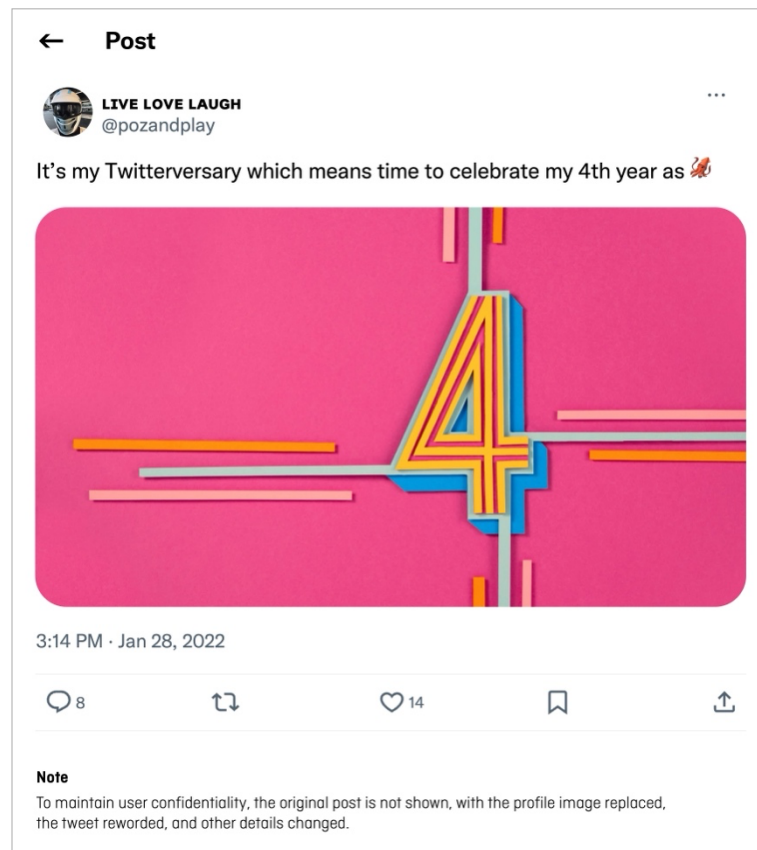 Post
LIVE LOVE LAUGH
@pozandplay
It’s my Twitterversary which means time to celebrate my 4th year as 🦑
4
3:14 PM · Jan 28, 2022
8 14
Note
To maintain user confidentiality, the original post is not shown, with the profile image replaced,
the tweet reworded, and other details changed.